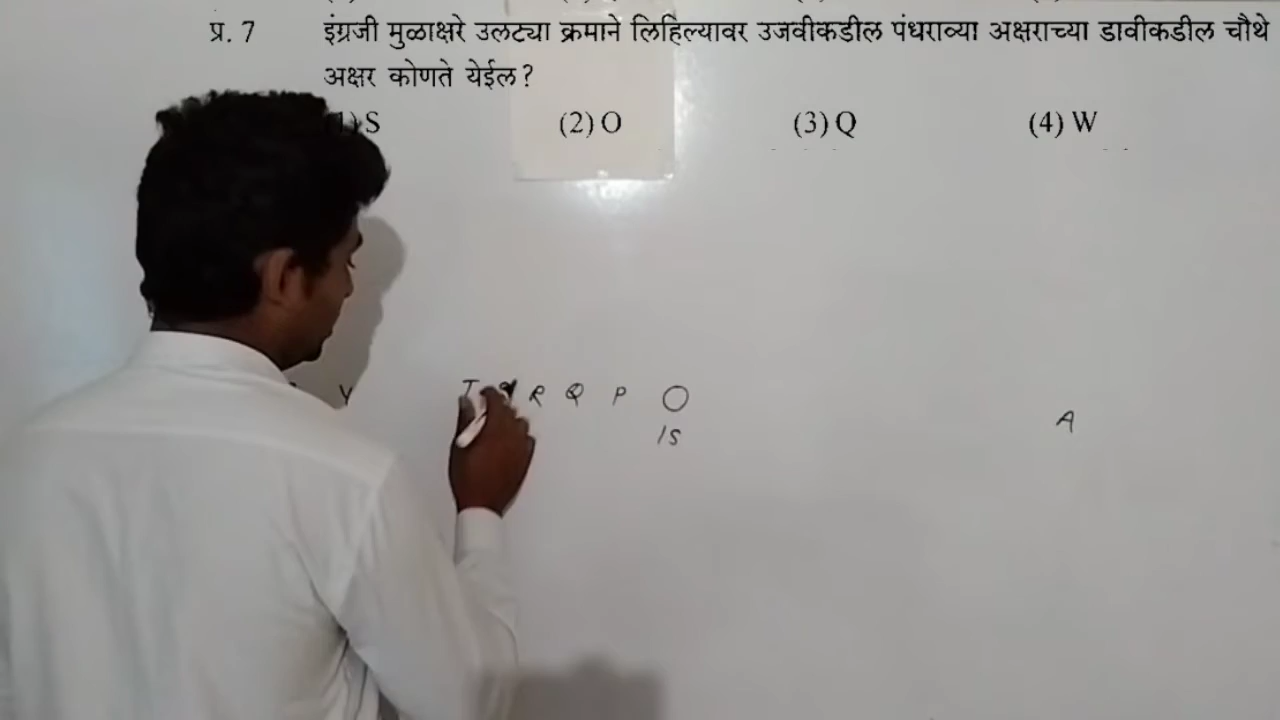 प्र. 7 इंग्रजी मुळाक्षरे उलट्या क्रमाने लिहिल्यावर उजवीकडील पंधराव्या अक्षराच्या डावीकडील चौथे
अक्षर कोणते येईल?
(1) S (2) O (3) Q (4) W
Y T R Q P O A
15